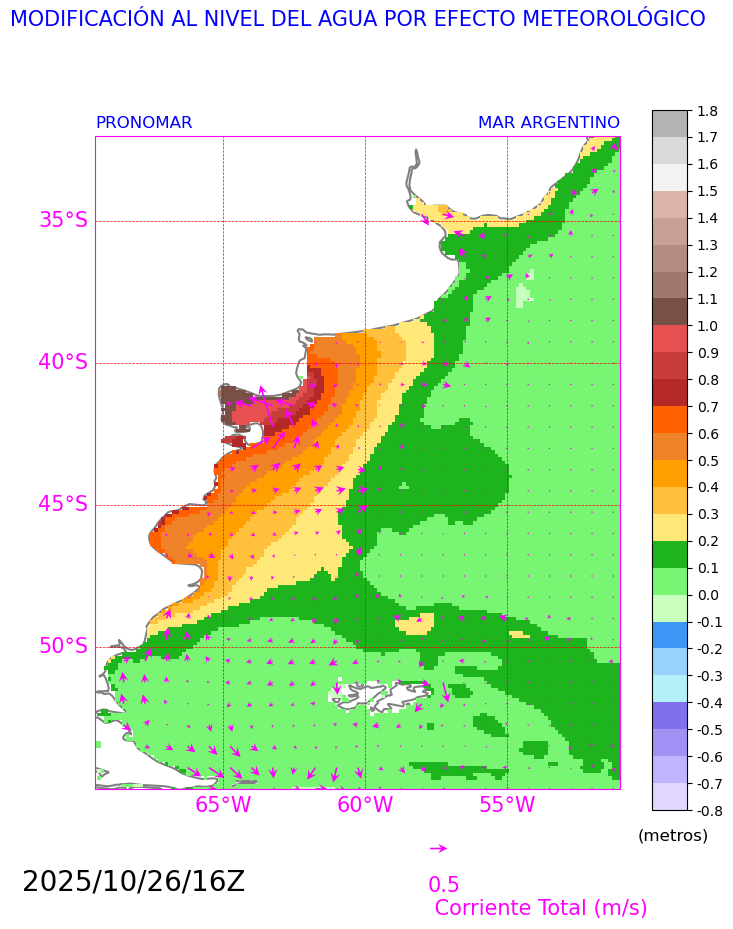 MODIFICACIÓN AL NIVEL DEL AGUA POR EFECTO METEOROLÓGICO
PRONOMAR MAR ARGENTINO
35°S
40°S
45°S
50°S
65°W 60°W 55°W
1.8
1.7
1.6
1.5
1.4
1.3
1.2
1.1
1.0
0.9
0.8
0.7
0.6
0.5
0.4
0.3
0.2
0.1
0.0
-0.1
-0.2
-0.3
-0.4
-0.5
-0.6
-0.7
-0.8
(metros)
2025/10/26/16Z
0.5
Corriente Total (m/s)